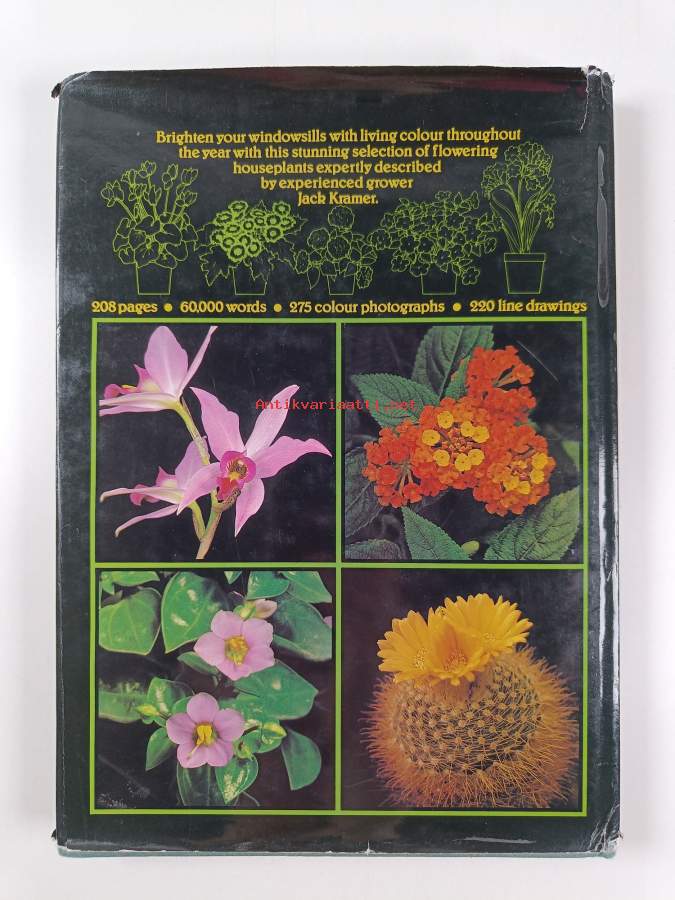 Brighten your windowsills with living colour throughout
the year with this stunning selection of flowering
houseplants expertly described
by experienced grower
Jack Kramer.
208 pages • 60,000 words • 275 colour photographs • 220 line drawings
Antikvariaatti.net